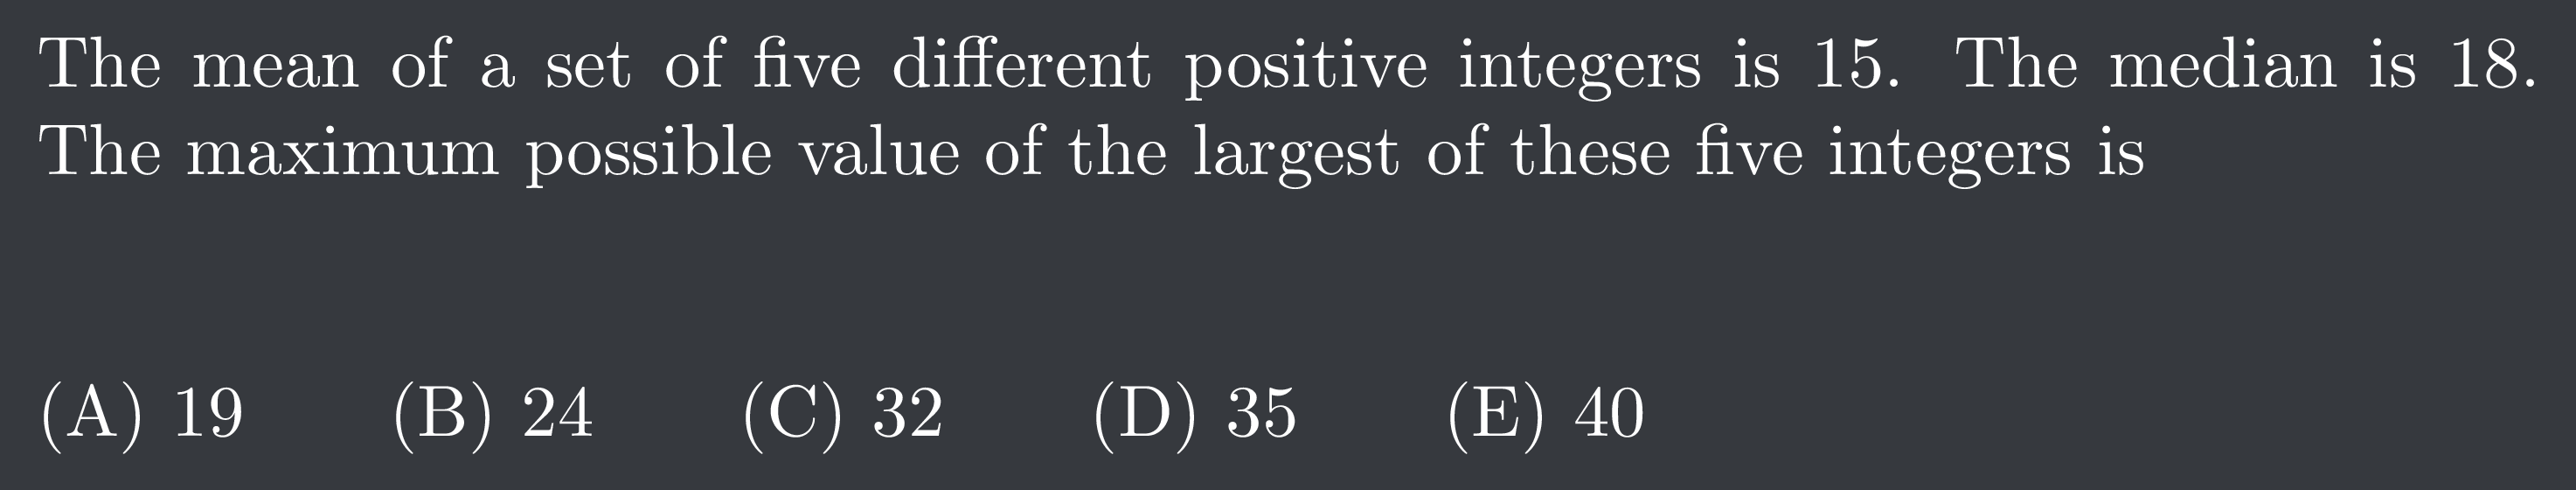 The mean of a set of five different positive integers is 15. The median is 18.
The maximum possible value of the largest of these five integers is
(A) 19 (B) 24 (C) 32 (D) 35 (E) 40